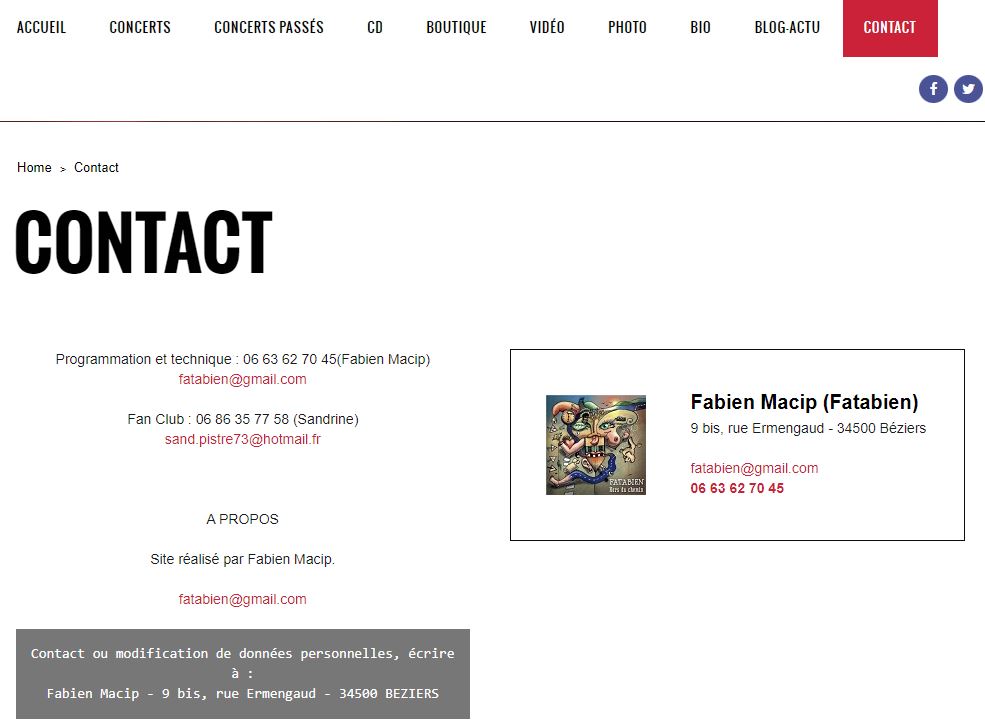 ACCUEIL CONCERTS CONCERTS PASSÉS CD BOUTIQUE VIDÉO PHOTO BIO BLOG-ACTU CONTACT
Home > Contact
CONTACT
Programmation et technique : 06 63 62 70 45(Fabien Macip)
fatabien@gmail.com
Fan Club : 06 86 35 77 58 (Sandrine)
sand.pistre73@hotmail.fr
A PROPOS
Site réalisé par Fabien Macip.
fatabien@gmail.com
Contact ou modification de données personnelles, écrire
à :
Fabien Macip - 9 bis, rue Ermengaud - 34500 BEZIERS
FATABIEN
Hors du chemin
Fabien Macip (Fatabien)
9 bis, rue Ermengaud - 34500 Béziers
fatabien@gmail.com
06 63 62 70 45